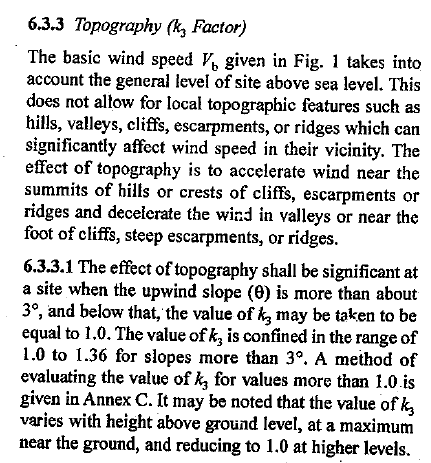 6.3.3 Topography (k₃ Factor)
The basic wind speed V_b given in Fig. 1 takes into
account the general level of site above sea level. This
does not allow for local topographic features such as
hills, valleys, cliffs, escarpments, or ridges which can
significantly affect wind speed in their vicinity. The
effect of topography is to accelerate wind near the
summits of hills or crests of cliffs, escarpments or
ridges and decelerate the wind in valleys or near the
foot of cliffs, steep escarpments, or ridges.
6.3.3.1 The effect of topography shall be significant at
a site when the upwind slope (θ) is more than about
3°, and below that, the value of k₃ may be taken to be
equal to 1.0. The value of k₃ is confined in the range of
1.0 to 1.36 for slopes more than 3°. A method of
evaluating the value of k₃ for values more than 1.0 is
given in Annex C. It may be noted that the value of k₃
varies with height above ground level, at a maximum
near the ground, and reducing to 1.0 at higher levels.